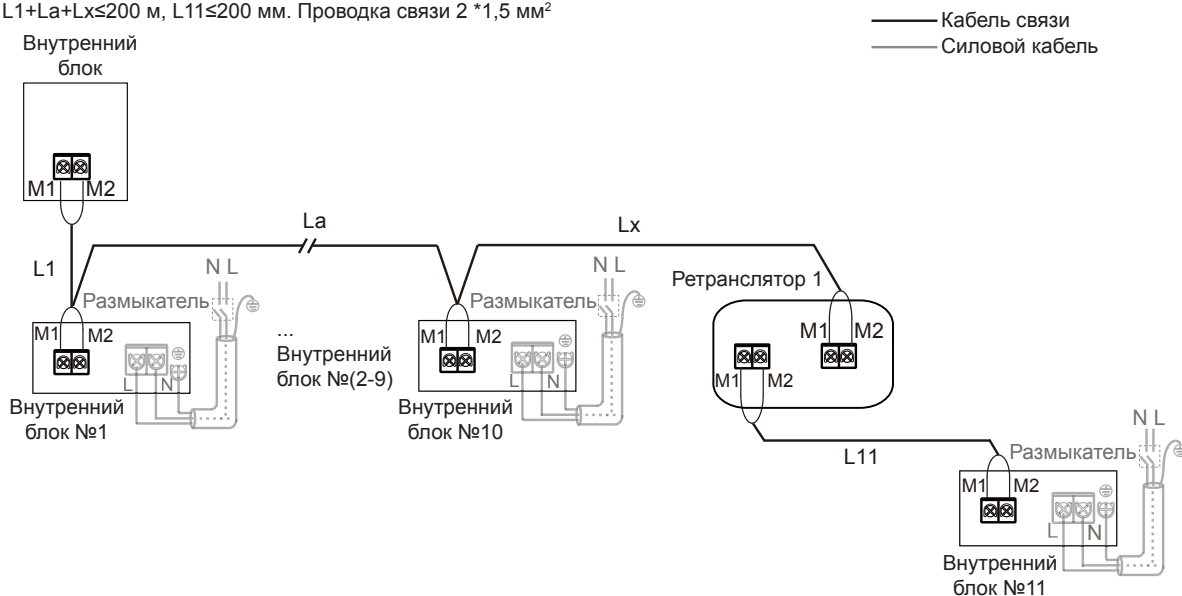 L1+La+Lx≤200 м, L11≤200 мм. Проводка связи 2 *1,5 мм²
Кабель связи
Силовой кабель
Внутренний
блок
M1 M2
L1
La
Lx
N L
Размыкатель
M1 M2
L N
Внутренний
блок №1
...
Внутренний
блок №(2-9)
N L
Размыкатель
M1 M2
L N
Внутренний
блок №10
Ретранслятор 1
M1 M2
M1 M2
L11
N L
Размыкатель
M1 M2
L N
Внутренний
блок №11